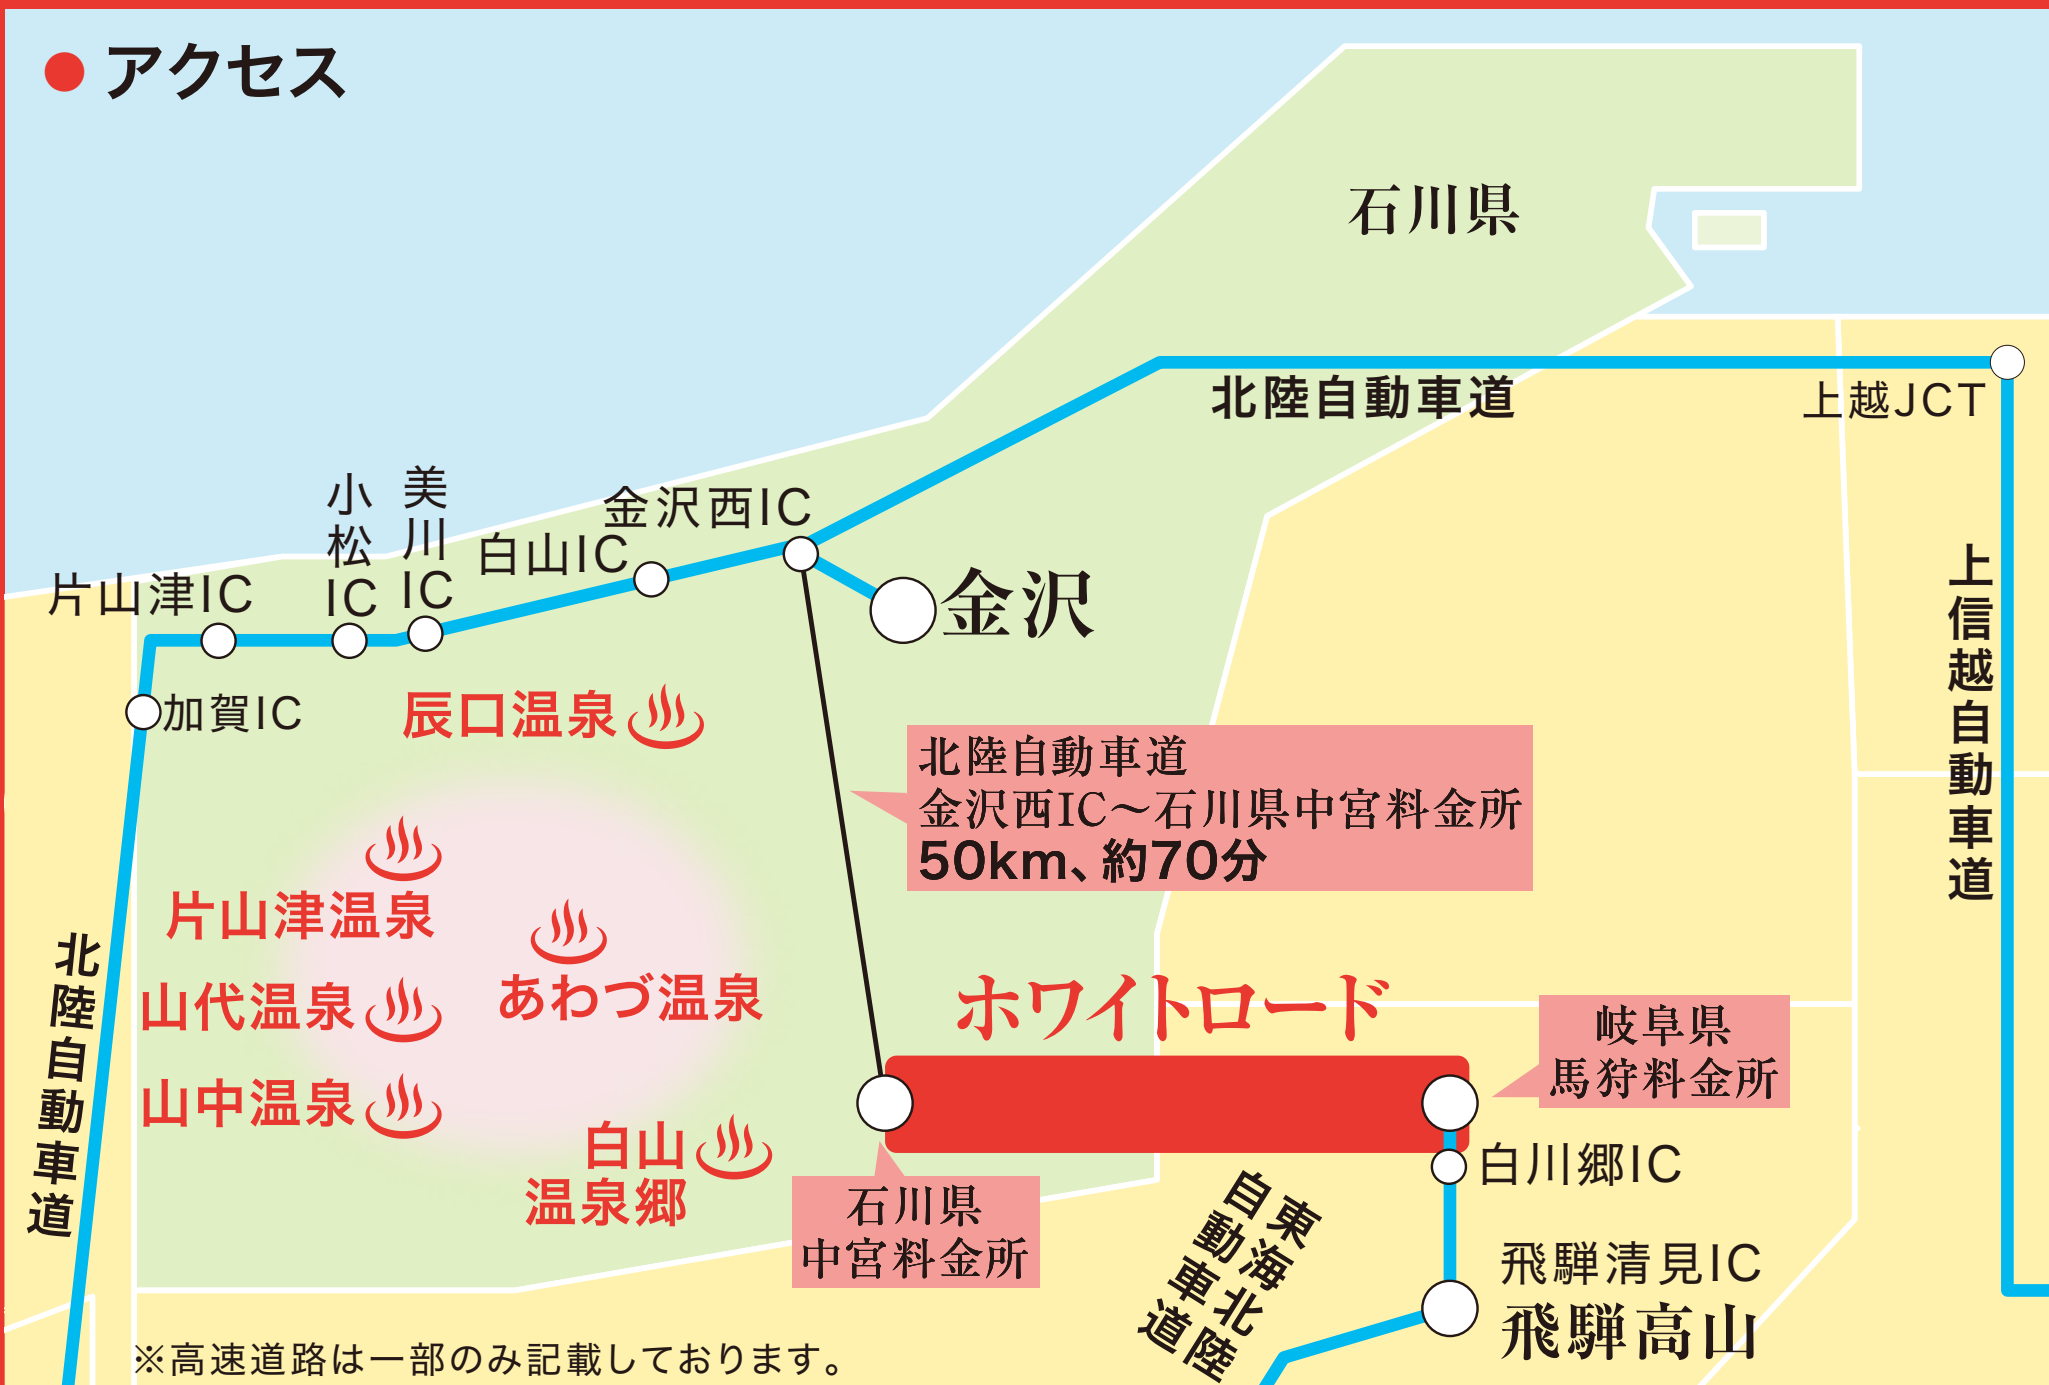 アクセス
石川県
北陸自動車道
上越JCT
小松IC
美川IC
金沢西IC
白山IC
片山津IC
金沢
加賀IC
辰口温泉
上信越自動車道
北陸自動車道
金沢西IC〜石川県中宮料金所
50km、約70分
片山津温泉
あわづ温泉
山代温泉
山中温泉
白山
温泉郷
北陸自動車道
ホワイトロード
岐阜県
馬狩料金所
石川県
中宮料金所
白川郷IC
東海北陸
自動車道
飛騨清見IC
飛騨高山
※高速道路は一部のみ記載しております。